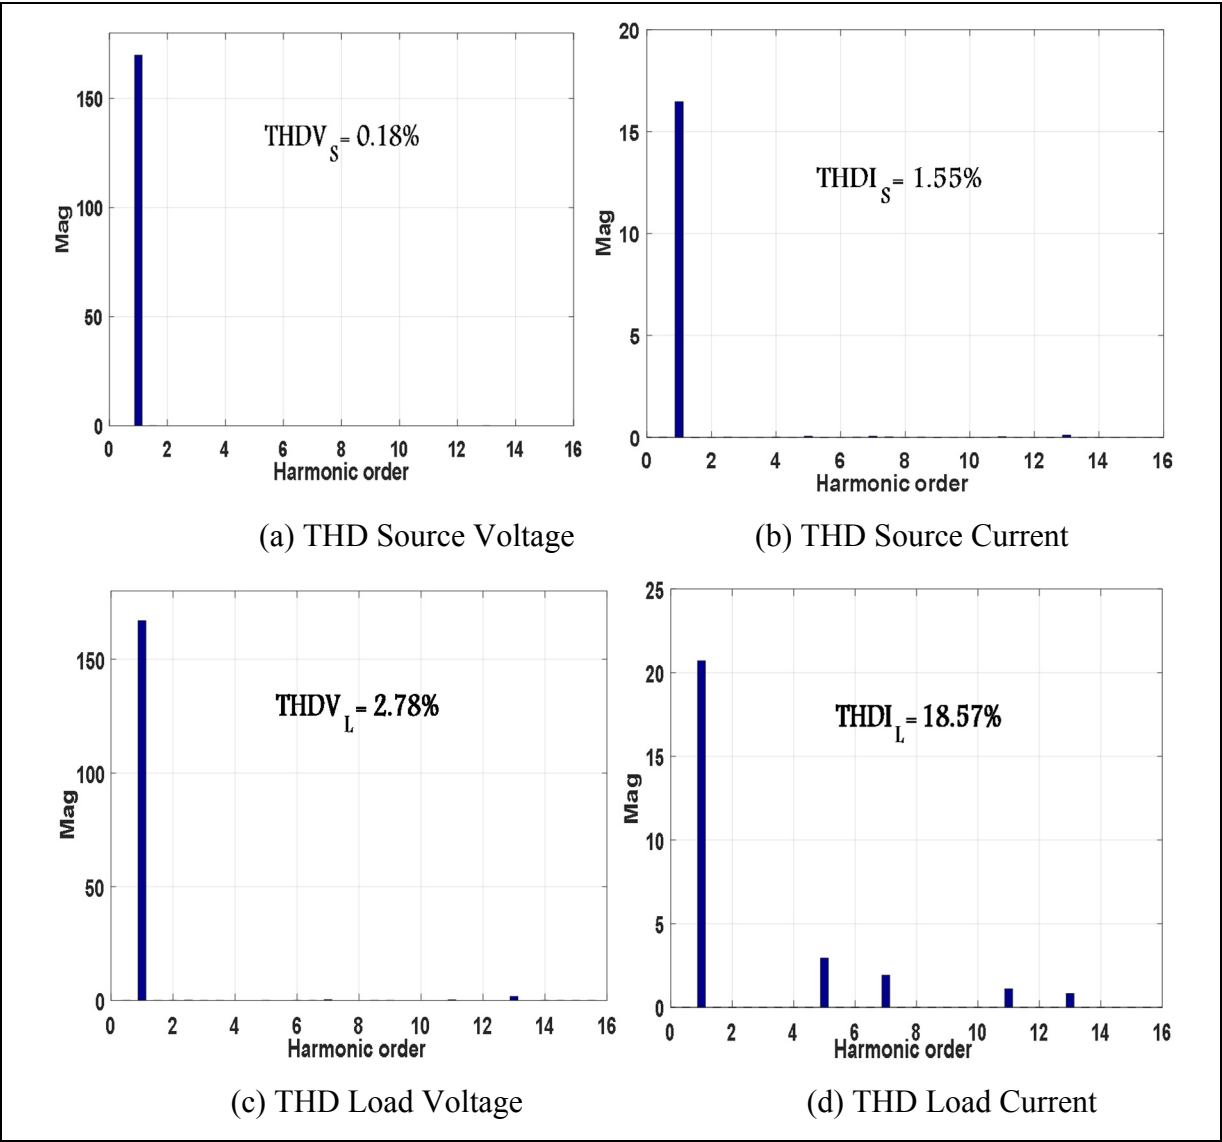 150
100
50
0
Mag
THDV S = 0.18%
0 2 4 6 8 10 12 14 16
Harmonic order
(a) THD Source Voltage
20
15
10
5
0
Mag
THDI S = 1.55%
0 2 4 6 8 10 12 14 16
Harmonic order
(b) THD Source Current
150
100
50
0
Mag
THDV L = 2.78%
0 2 4 6 8 10 12 14 16
Harmonic order
(c) THD Load Voltage
25
20
15
10
5
0
Mag
THDI L = 18.57%
0 2 4 6 8 10 12 14 16
Harmonic order
(d) THD Load Current